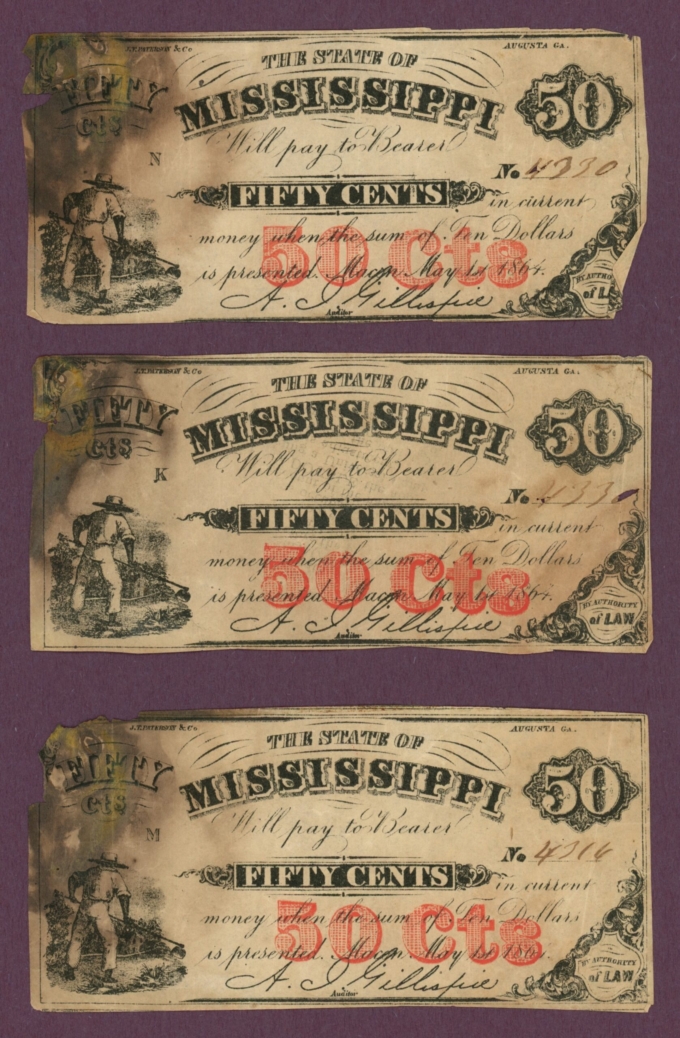 J.T. PATERSON & Co AUGUSTA GA.
FIFTY
cts
THE STATE OF
MISSISSIPPI
50
Will pay to Bearer
N
No. 4330
FIFTY CENTS
in current
money when the sum of Ten Dollars
50 Cts
is presented. Macon May 1st 1864.
A. J. Gillispie
Auditor
BY AUTHO
of L
J.T. PATERSON & Co AUGUSTA GA.
FIFTY
cts
THE STATE OF
MISSISSIPPI
50
Will pay to Bearer
K
No. 4330
FIFTY CENTS
in current
money when the sum of Ten Dollars
50 Cts
is presented. Macon May 1st 1864.
A. J. Gillispie
Auditor
BY AUTHORITY
of LAW
J.T. PATERSON & Co AUGUSTA GA.
FIFTY
cts
THE STATE OF
MISSISSIPPI
50
Will pay to Bearer
M
No.
FIFTY CENTS
in current
money when the sum of Ten Dollars
50 Cts
is presented. Macon May 1st 1864.
A. J. Gillispie
Auditor
BY AUTHORITY
of LAW